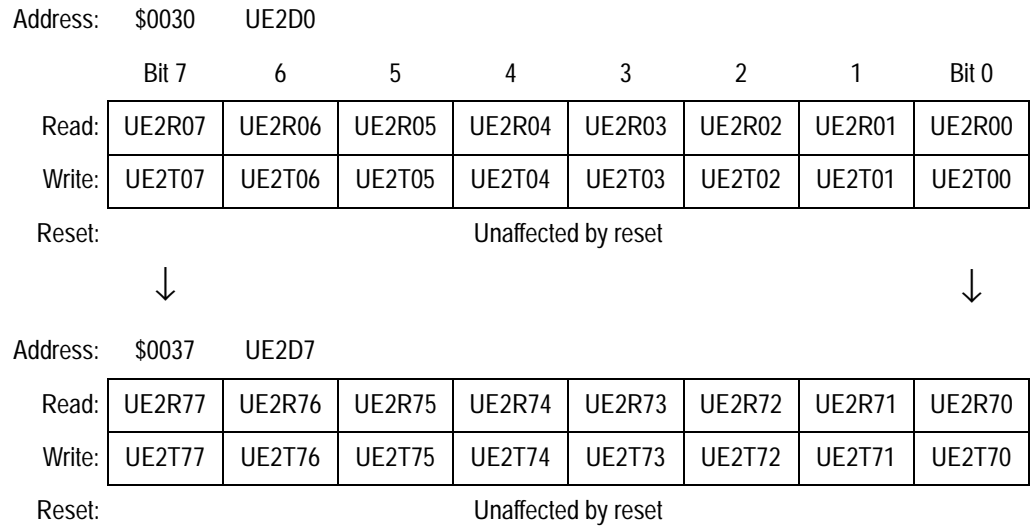 Address: $0030 UE2D0
Bit 7 6 5 4 3 2 1 Bit 0
Read: UE2R07 UE2R06 UE2R05 UE2R04 UE2R03 UE2R02 UE2R01 UE2R00
Write: UE2T07 UE2T06 UE2T05 UE2T04 UE2T03 UE2T02 UE2T01 UE2T00
Reset: Unaffected by reset
↓ ↓
Address: $0037 UE2D7
Read: UE2R77 UE2R76 UE2R75 UE2R74 UE2R73 UE2R72 UE2R71 UE2R70
Write: UE2T77 UE2T76 UE2T75 UE2T74 UE2T73 UE2T72 UE2T71 UE2T70
Reset: Unaffected by reset